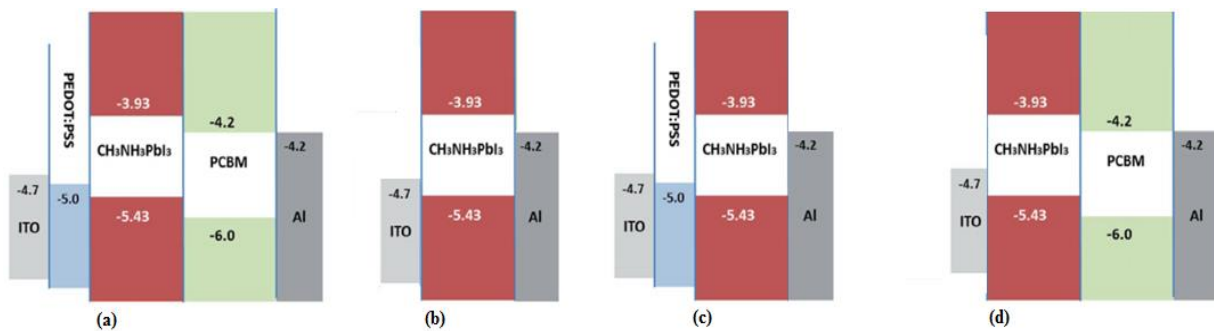 PEDOT:PSS
-3.93
-4.2
CH₃NH₃PbI₃
PCBM
-4.2
-4.7
-5.0
-5.43
-6.0
ITO
Al
(a)
-3.93
CH₃NH₃PbI₃
-4.2
-4.7
-5.43
ITO
Al
(b)
PEDOT:PSS
-3.93
CH₃NH₃PbI₃
-4.2
-4.7
-5.0
-5.43
ITO
Al
(c)
-3.93
-4.2
CH₃NH₃PbI₃
PCBM
-4.2
-4.7
-5.43
-6.0
ITO
Al
(d)